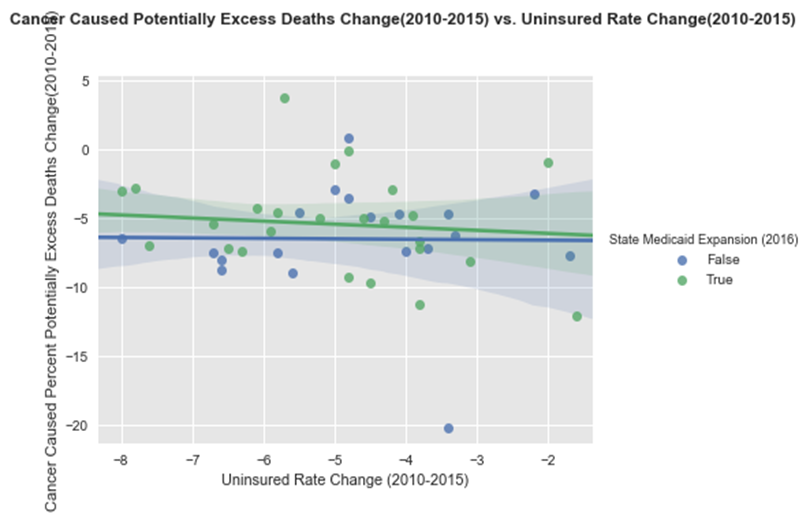 Cancer Caused Potentially Excess Deaths Change(2010-2015) vs. Uninsured Rate Change(2010-2015)
Cancer Caused Percent Potentially Excess Deaths Change(2010-2015)
5
0
−5
−10
−15
−20
−8 −7 −6 −5 −4 −3 −2
Uninsured Rate Change (2010-2015)
State Medicaid Expansion (2016)
False
True